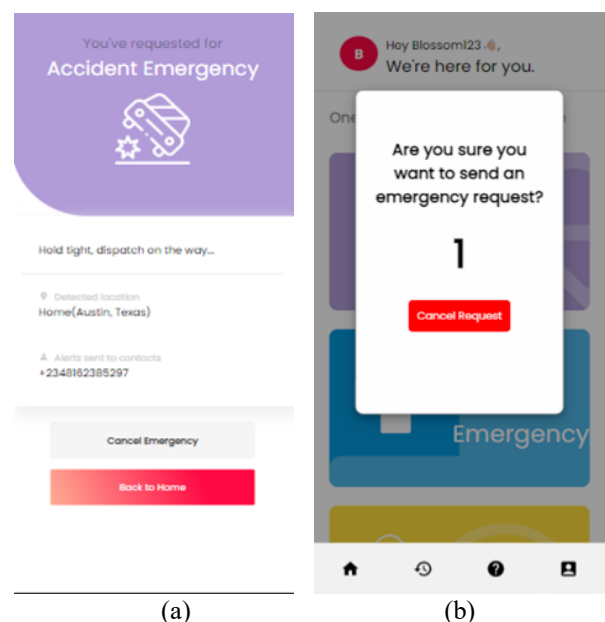 You've requested for
Accident Emergency
Hold tight, dispatch on the way...
Detected location
Home(Austin, Texas)
Alerts sent to contacts
+2348162385297
Cancel Emergency
Back to Home
(a)
B
Hey Blossom123 👋🏼,
We're here for you.
One
Are you sure you
want to send an
emergency request?
1
Cancel Request
Emergency
(b)